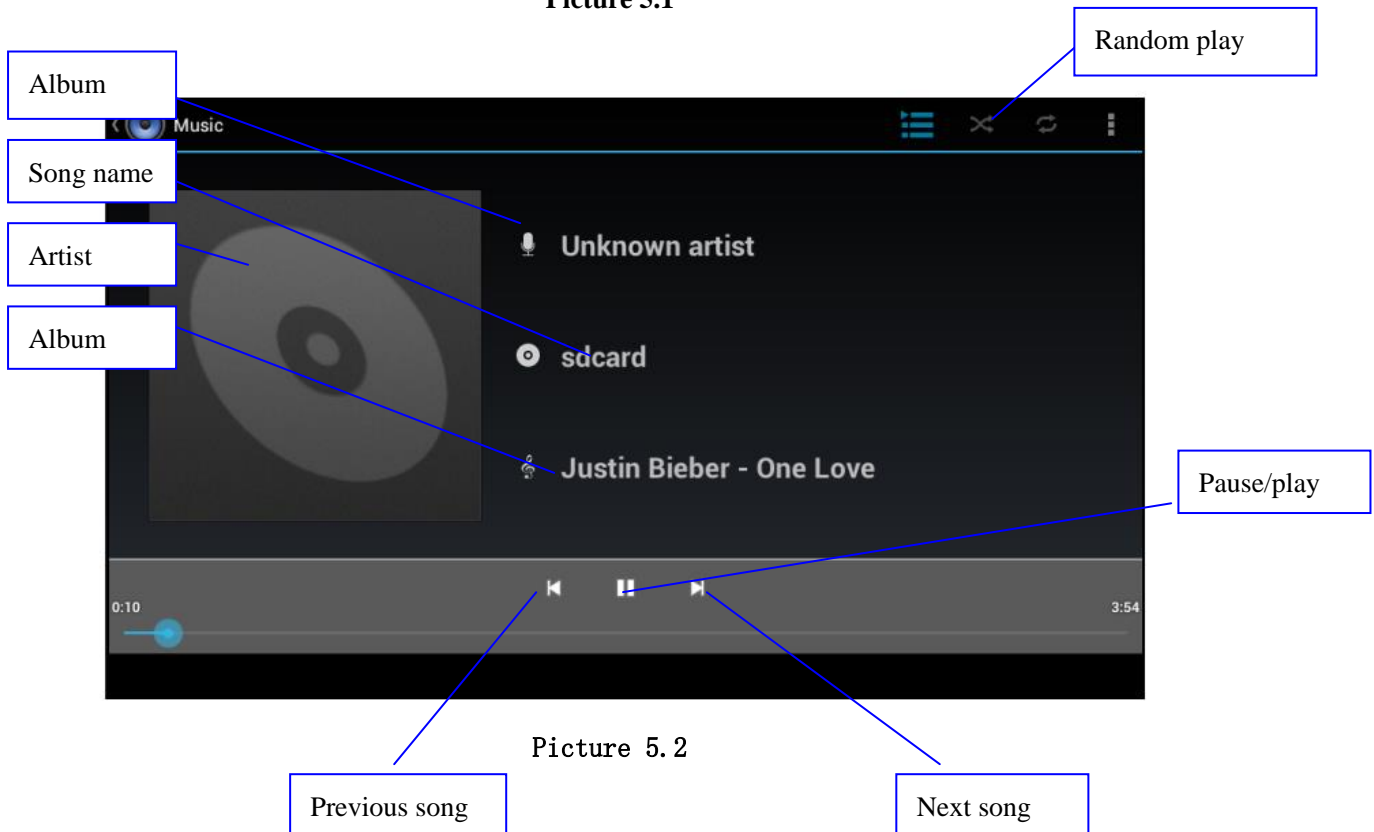 Picture 5.1
Random play
Album
Music
Song name
Artist
Unknown artist
Album
sdcard
Justin Bieber - One Love
Pause/play
0:10
3:54
Picture 5.2
Previous song
Next song